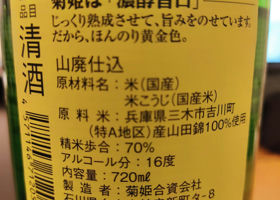 菊姫は「濃醇旨口」
じっくり熟成させて、旨みをのせています。
だから、ほんのり黄金色。
山廃仕込
原材料名：米（国産）
米こうじ（国産米）
原料米：兵庫県三木市吉川町
（特A地区）産山田錦100%使用
精米歩合：70%
アルコール分：16度
内容量：720㎖
菊姫合資会社
品目 清酒